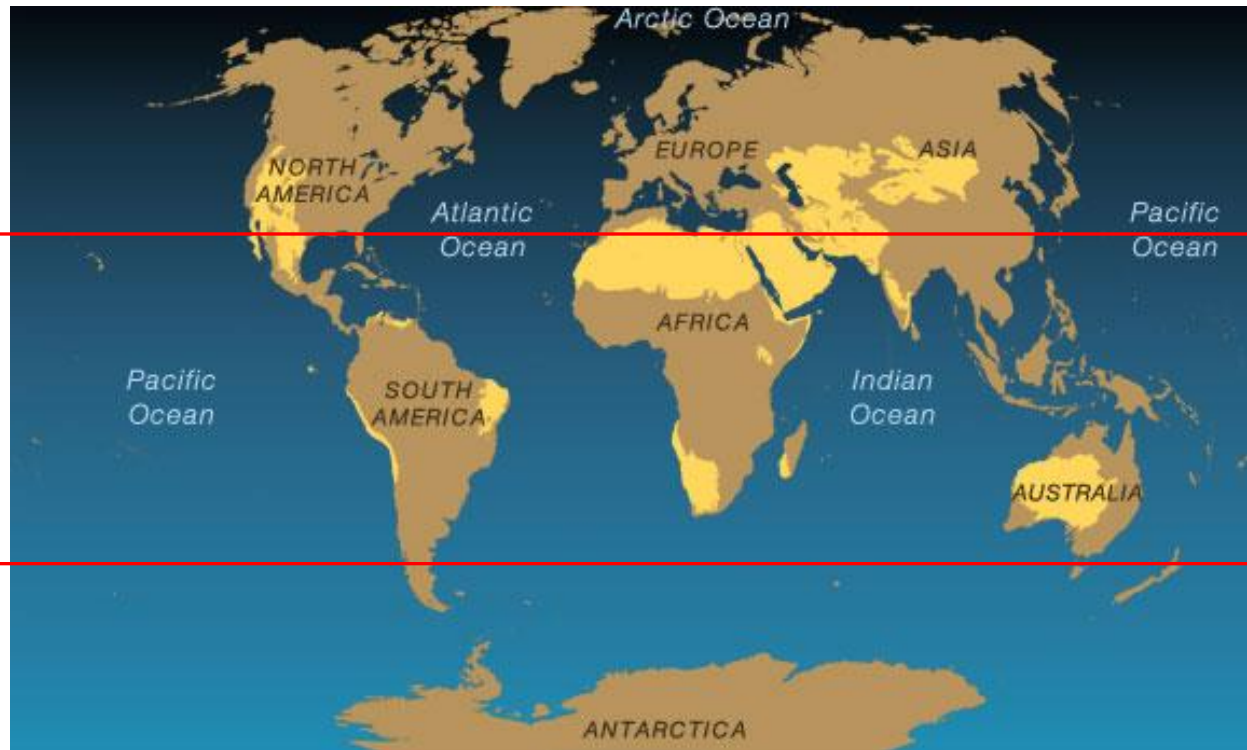 Arctic Ocean
NORTH
AMERICA
EUROPE
ASIA
Atlantic
Ocean
Pacific
Ocean
AFRICA
Pacific
Ocean
SOUTH
AMERICA
Indian
Ocean
AUSTRALIA
ANTARCTICA